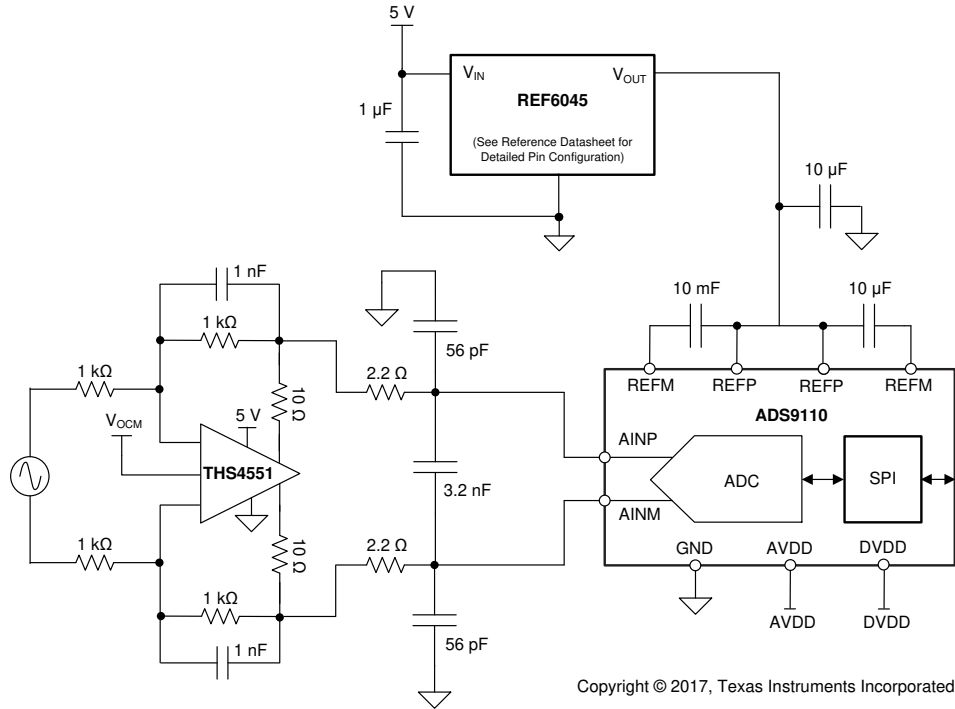 5 V
VIN
VOUT
REF6045
1 µF
(See Reference Datasheet for
Detailed Pin Configuration)
10 µF
1 nF
10 mF
10 µF
1 kΩ
56 pF
1 kΩ
2.2 Ω
REFM
REFP
REFP
REFM
10 Ω
ADS9110
VOCM
5 V
AINP
THS4551
3.2 nF
ADC
SPI
AINM
1 kΩ
10 Ω
2.2 Ω
GND
AVDD
DVDD
1 kΩ
56 pF
AVDD
DVDD
1 nF
Copyright © 2017, Texas Instruments Incorporated